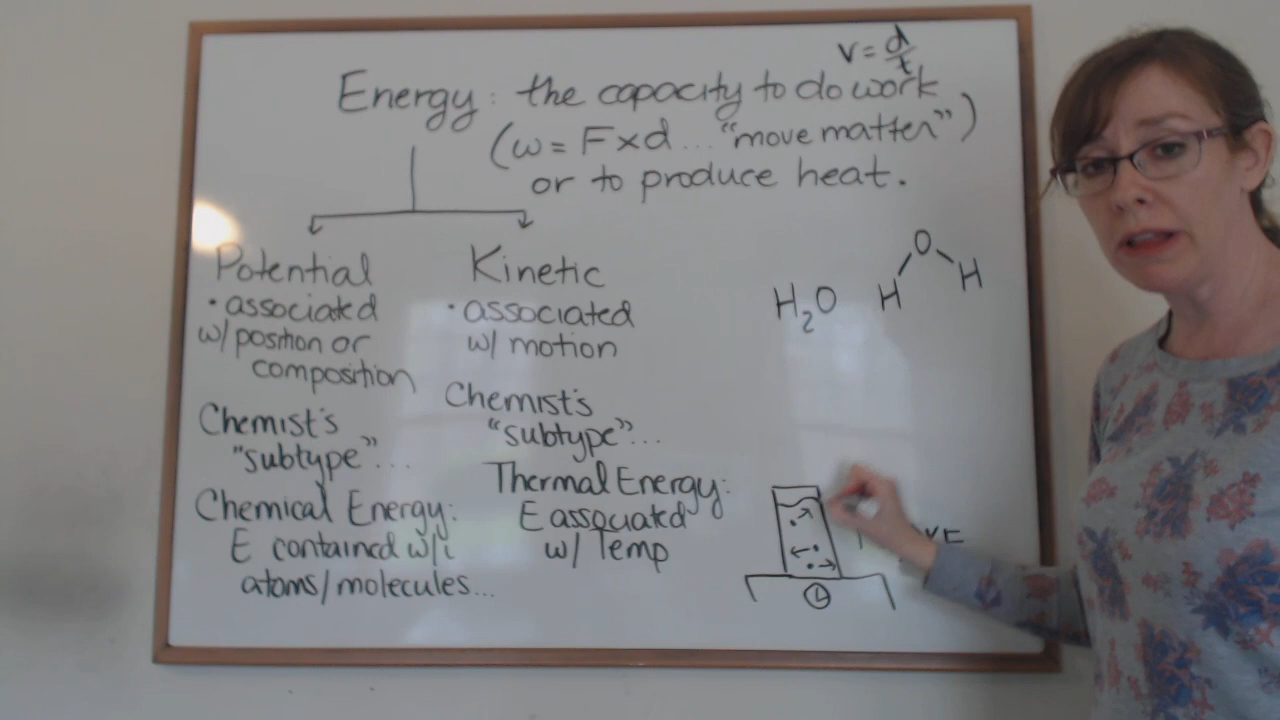 v = d/t
Energy: the capacity to do work
(w = F x d ... "move matter")
or to produce heat.
Potential
• associated
w/ position or
composition
Chemist's
"subtype"...
Chemical Energy:
E contained w/i
atoms/molecules...
Kinetic
• associated
w/ motion
Chemist's
"subtype"...
Thermal Energy:
E associated
w/ Temp
H₂O
O
H H